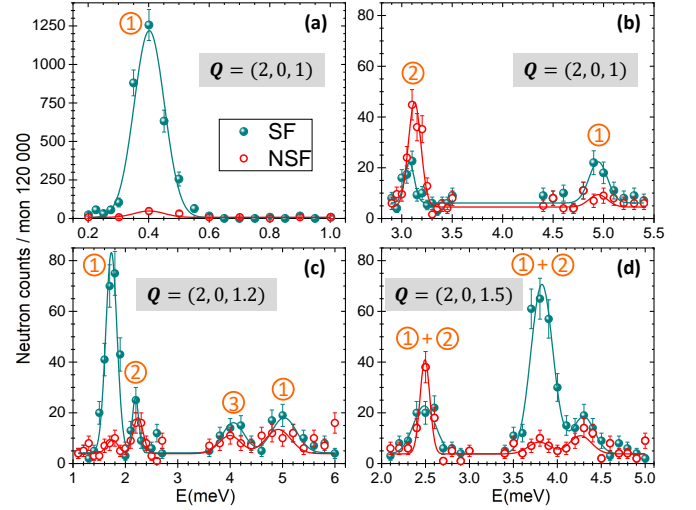 Neutron counts / mon 120 000
(a)
①
Q = (2, 0, 1)
SF
NSF
1250
1000
750
500
250
0
0.2 0.4 0.6 0.8 1.0
(b)
②
Q = (2, 0, 1)
①
80
60
40
20
0
3.0 3.5 4.0 4.5 5.0 5.5
(c)
①
Q = (2, 0, 1.2)
②
③
①
80
60
40
20
0
1 2 3 4 5 6
E(meV)
(d)
① + ②
Q = (2, 0, 1.5)
① + ②
80
60
40
20
0
2.0 2.5 3.0 3.5 4.0 4.5 5.0
E(meV)